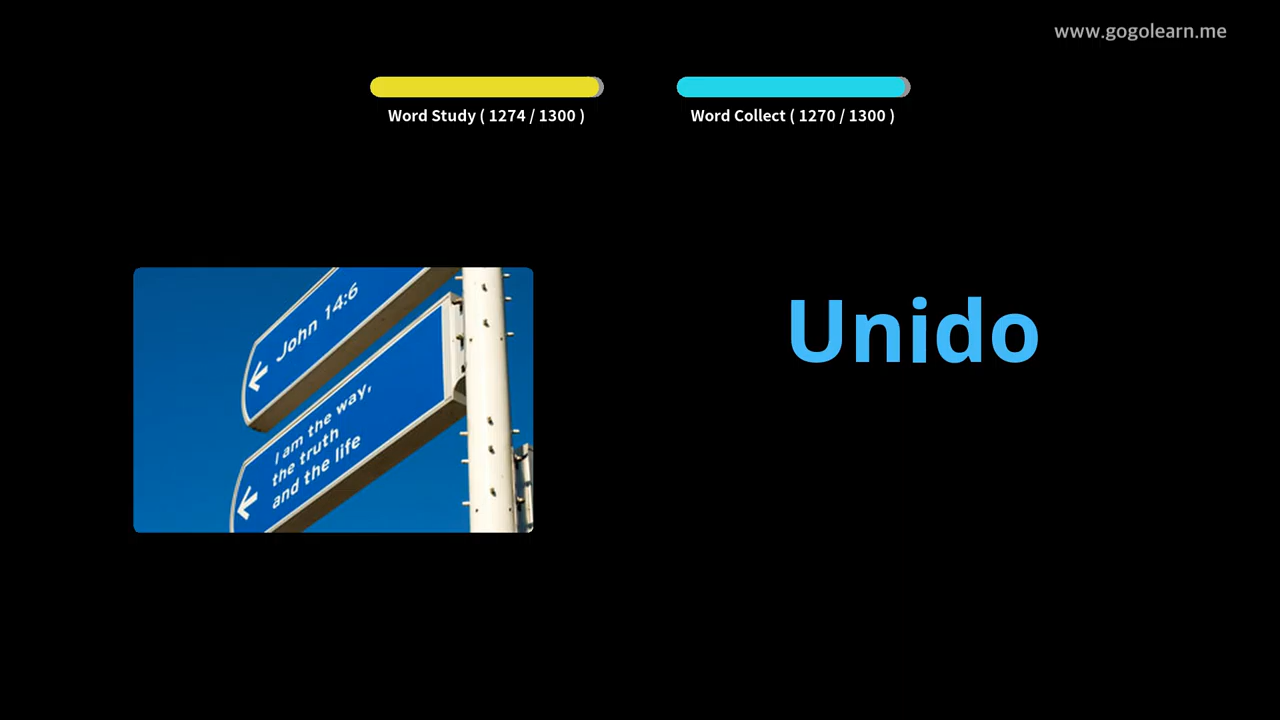 www.gogolearn.me
Word Study ( 1274 / 1300 )
Word Collect ( 1270 / 1300 )
John 14:6
I am the way,
the truth
and the life
Unido